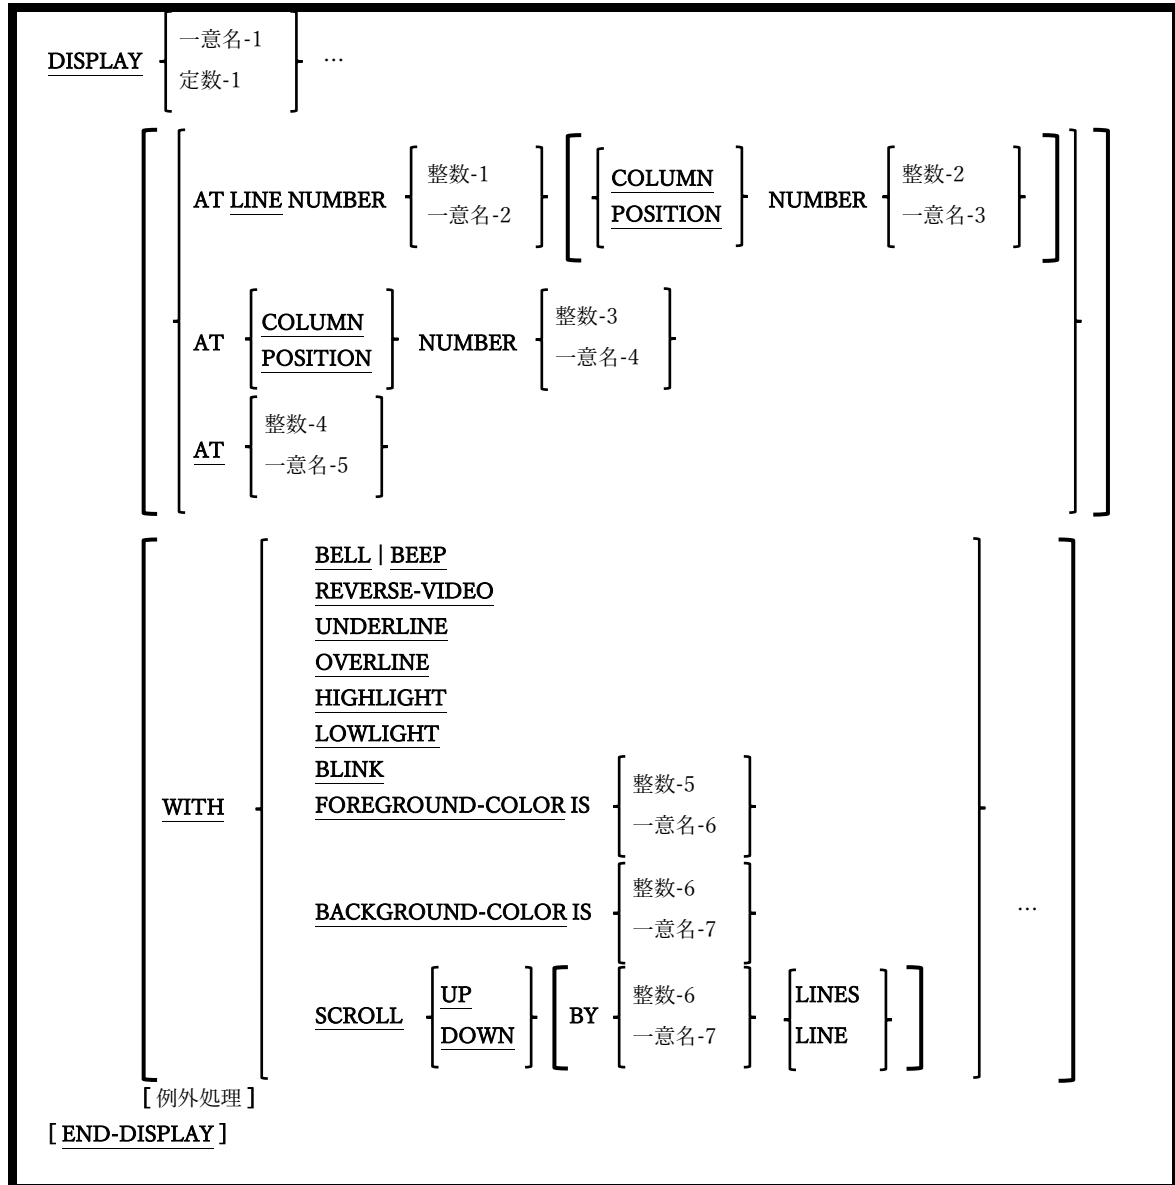 DISPLAY 一意名-1 …
定数-1
AT LINE NUMBER 整数-1 COLUMN NUMBER 整数-2
一意名-2 POSITION 一意名-3
AT COLUMN NUMBER 整数-3
POSITION 一意名-4
AT 整数-4
一意名-5
WITH
BELL | BEEP
REVERSE-VIDEO
UNDERLINE
OVERLINE
HIGHLIGHT
LOWLIGHT
BLINK
FOREGROUND-COLOR IS 整数-5
一意名-6
BACKGROUND-COLOR IS 整数-6
一意名-7
…
SCROLL UP [ BY 整数-6 LINES ]
DOWN 一意名-7 LINE
[ 例外処理 ]
[ END-DISPLAY ]